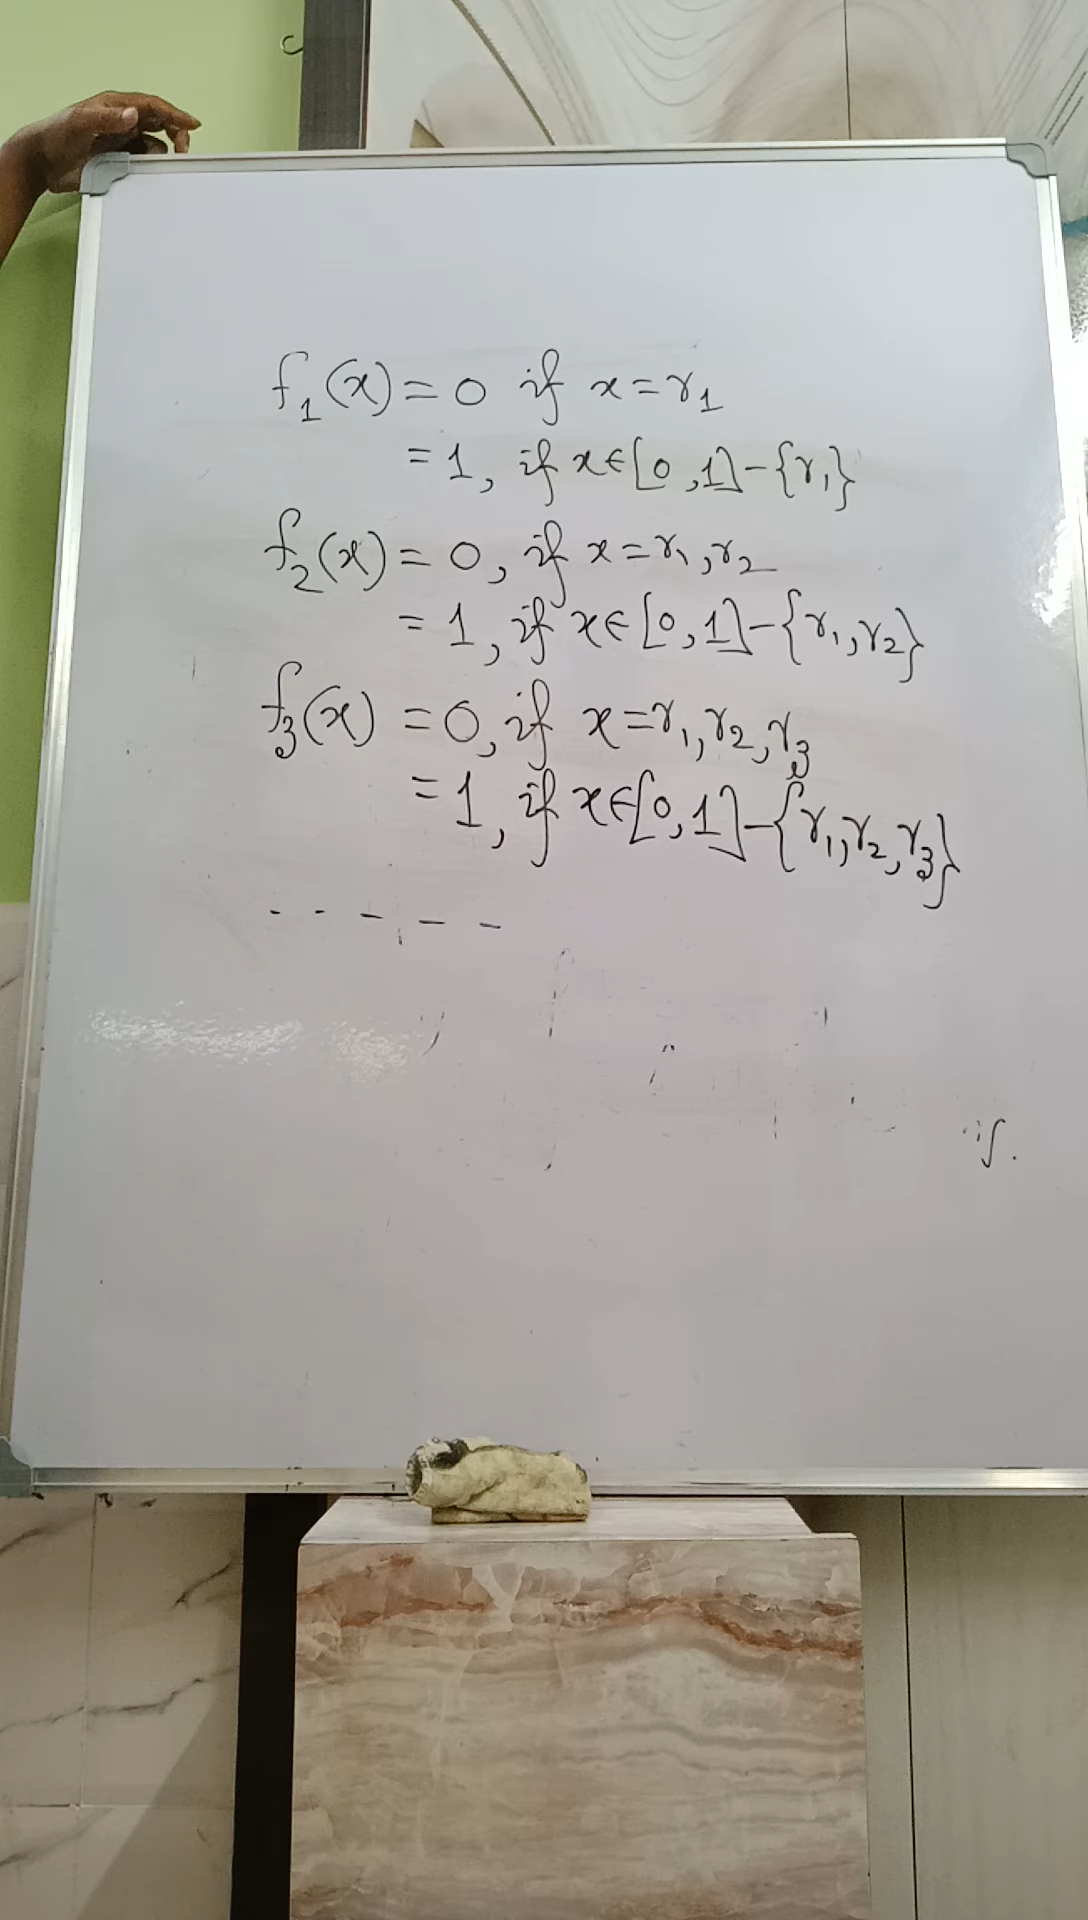 f₁(x) = 0 if x = r₁
= 1, if x ∈ [0, 1] - {r₁}
f₂(x) = 0, if x = r₁, r₂
= 1, if x ∈ [0, 1] - {r₁, r₂}
f₃(x) = 0, if x = r₁, r₂, r₃
= 1, if x ∈ [0, 1] - {r₁, r₂, r₃}
- - - - -